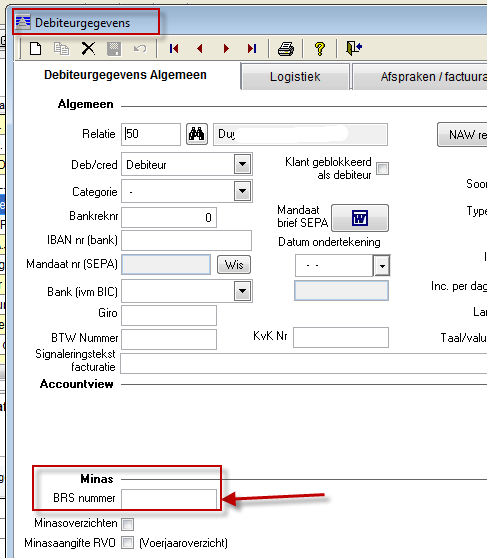 Debiteurgegevens
Debiteurgegevens Algemeen
Logistiek
Afspraken / factuura
Algemeen
Relatie 50
NAW re
Deb/cred Debiteur
Klant geblokkeerd
als debiteur
Categorie -
Soor
Bankreknr 0
Mandaat
brief SEPA
W
Type
IBAN nr (bank)
Datum ondertekening
Mandaat nr (SEPA) Wis
- -
Bank (ivm BIC)
Inc. per dag
Giro
Lan
BTW Nummer
KvK Nr
Taal/valu
Signaleringstekst
facturatie
Accountview
Minas
BRS nummer
Minasoverzichten
Minasaangifte RVO (Voorjaaroverzicht)